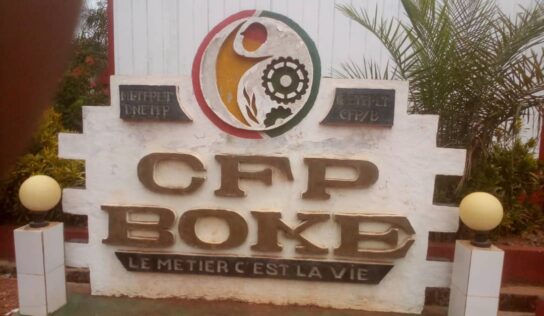 CFP
BOKE
LE METIER C'EST LA VIE